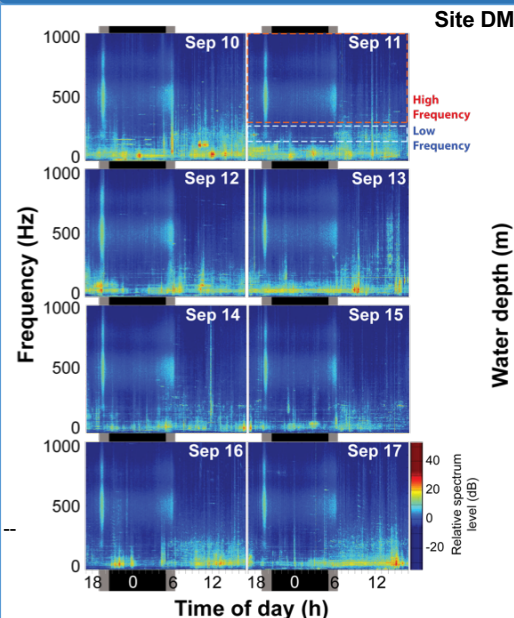 Site DM
1000
Sep 10
Sep 11
500
0
High
Frequency
Low
Frequency
1000
Sep 12
Sep 13
500
0
1000
Sep 14
Sep 15
500
0
1000
Sep 16
Sep 17
500
0
Frequency (Hz)
Water depth (m)
40
20
0
-20
Relative spectrum
level (dB)
--
18 0 6 12 18 0 6 12
Time of day (h)